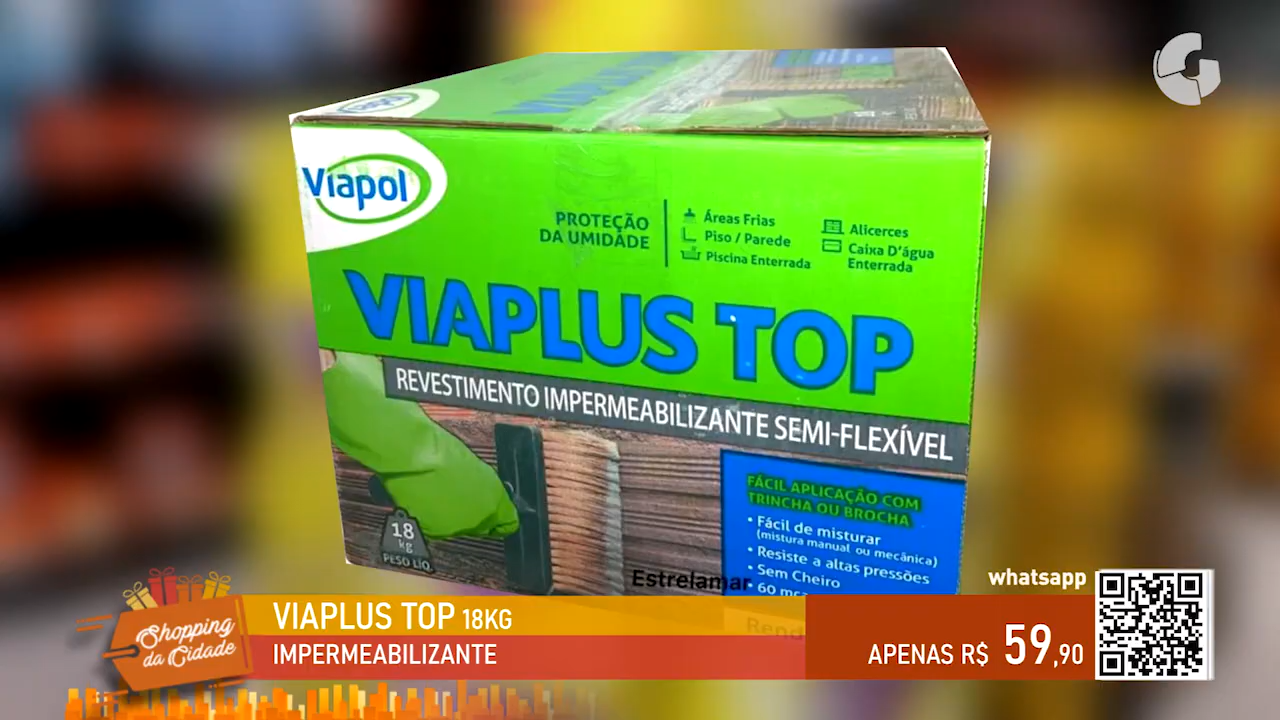 Viapol
PROTEÇÃO
DA UMIDADE
Áreas Frias
Piso / Parede
Piscina Enterrada
Alicerces
Caixa D'água
Enterrada
VIAPLUS TOP
REVESTIMENTO IMPERMEABILIZANTE SEMI-FLEXÍVEL
FÁCIL APLICAÇÃO COM
TRINCHA OU BROCHA
• Fácil de misturar
(mistura manual ou mecânica)
• Resiste a altas pressões
• Sem Cheiro
• 60 mca
18
kg
PESO LÍQ.
Estrelamar
Shopping
da Cidade
VIAPLUS TOP 18KG
IMPERMEABILIZANTE
whatsapp
APENAS R$ 59,90